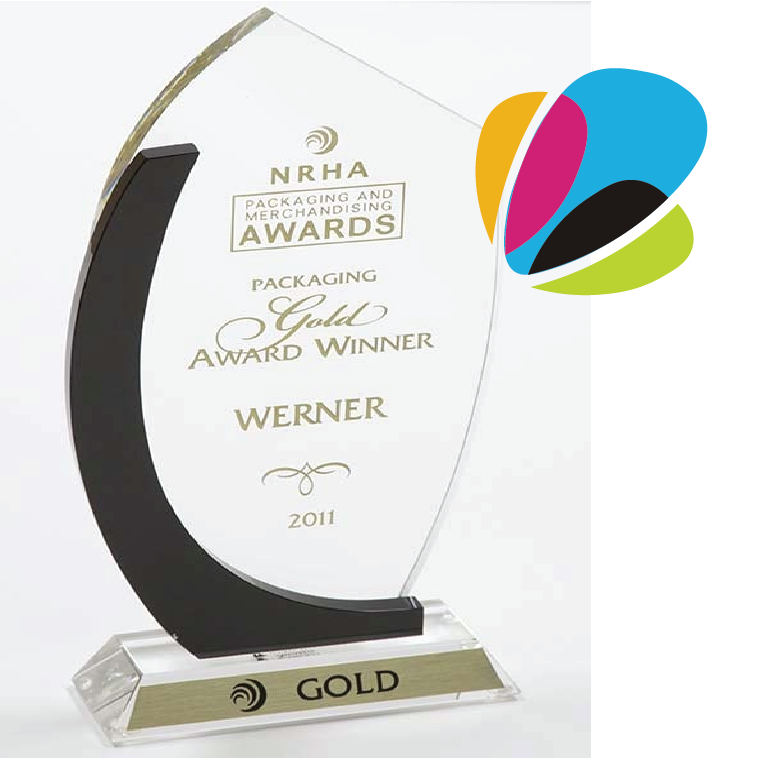 NRHA
PACKAGING AND
MERCHANDISING
AWARDS
PACKAGING
Gold
AWARD WINNER
WERNER
2011
GOLD